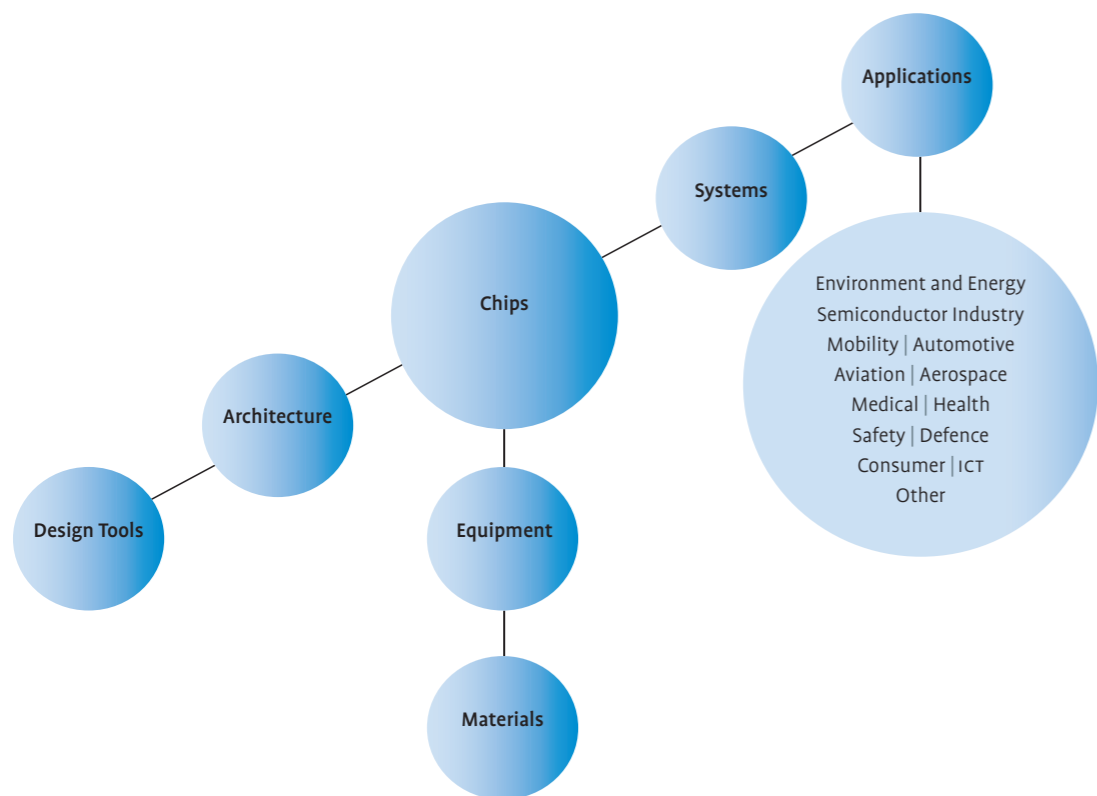 Applications
Systems
Chips
Environment and Energy
Semiconductor Industry
Mobility | Automotive
Aviation | Aerospace
Medical | Health
Safety | Defence
Consumer | ICT
Other
Architecture
Design Tools
Equipment
Materials